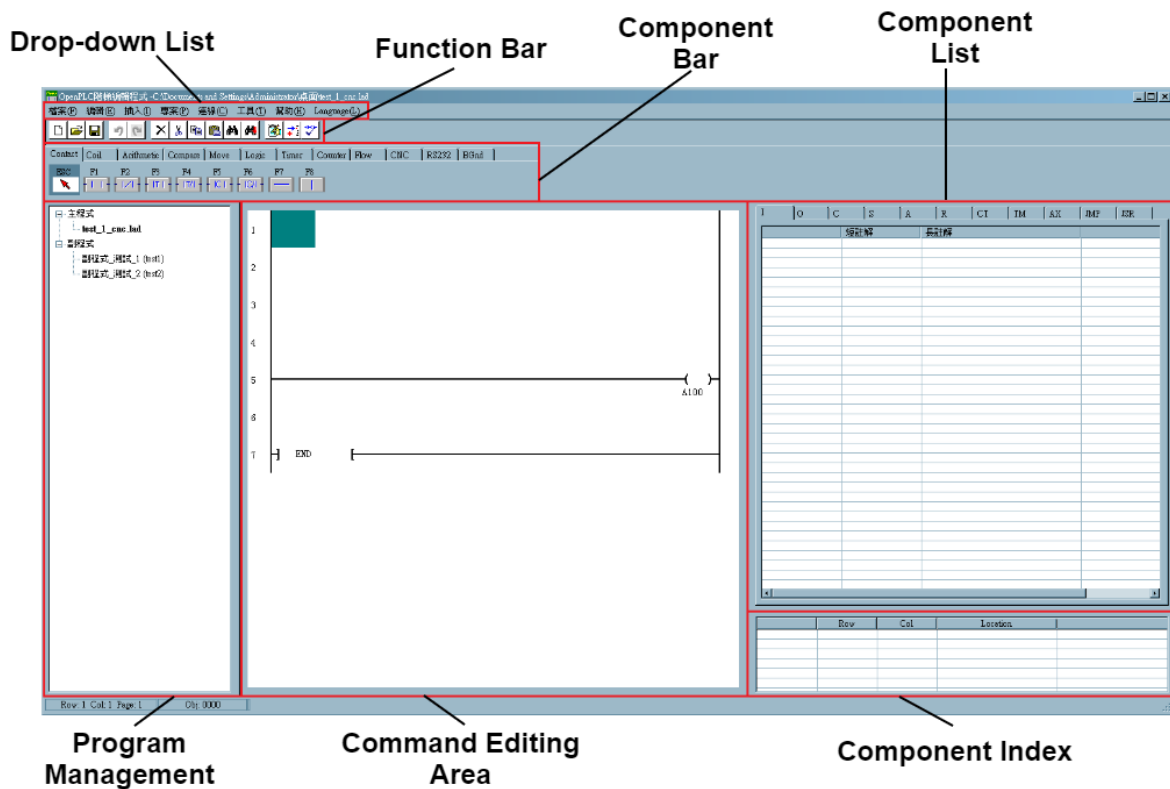 Drop-down List
Function Bar
Component
Bar
Component
List
OpenPLC階梯編輯程式 -C:\Documents and Settings\Administrator\桌面\test_1_cnc.lad
檔案(F) 編輯(E) 插入(I) 專案(P) 連線(C) 工具(T) 幫助(H) Language(L)
Contact Coil Arithmetic Compare Move Logic Timer Counter Flow CNC RS232 BGnd
ESC F1 F2 F3 F4 F5 F6 F7 F8
主程式
test_1_cnc.lad
副程式
副程式_測試_1 (test1)
副程式_測試_2 (test2)
1
2
3
4
5
A100
6
7 END
I O C S A R CT TM AX JMP JSR
短註解 長註解
Row Col Location
Row: 1 Col: 1 Page: 1 Obj: 0000
Program
Management
Command Editing
Area
Component Index